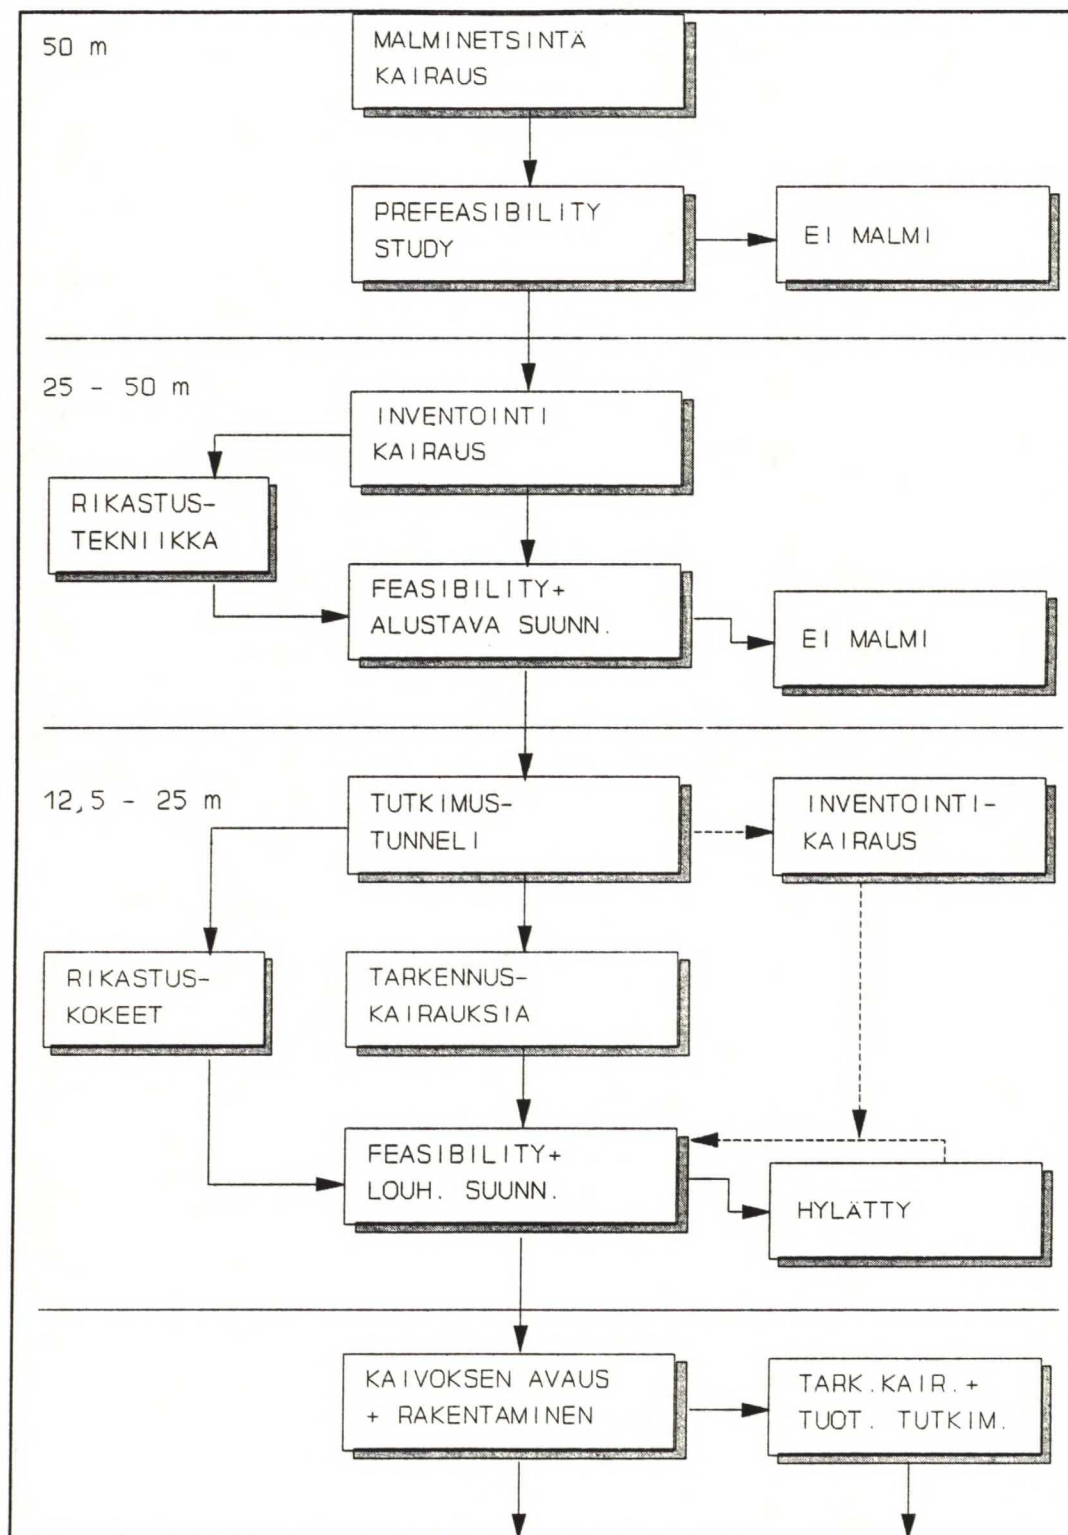 50 m
MALMINETSINTÄ
KAIRAUS
PREFEASIBILITY
STUDY
EI MALMI
25 - 50 m
INVENTOINTI
KAIRAUS
RIKASTUS-
TEKNIIKKA
FEASIBILITY+
ALUSTAVA SUUNN.
EI MALMI
12,5 - 25 m
TUTKIMUS-
TUNNELI
INVENTOINTI-
KAIRAUS
RIKASTUS-
KOKEET
TARKENNUS-
KAIRAUKSIA
FEASIBILITY+
LOUH. SUUNN.
HYLÄTTY
KAIVOKSEN AVAUS
+ RAKENTAMINEN
TARK.KAIR.+
TUOT. TUTKIM.